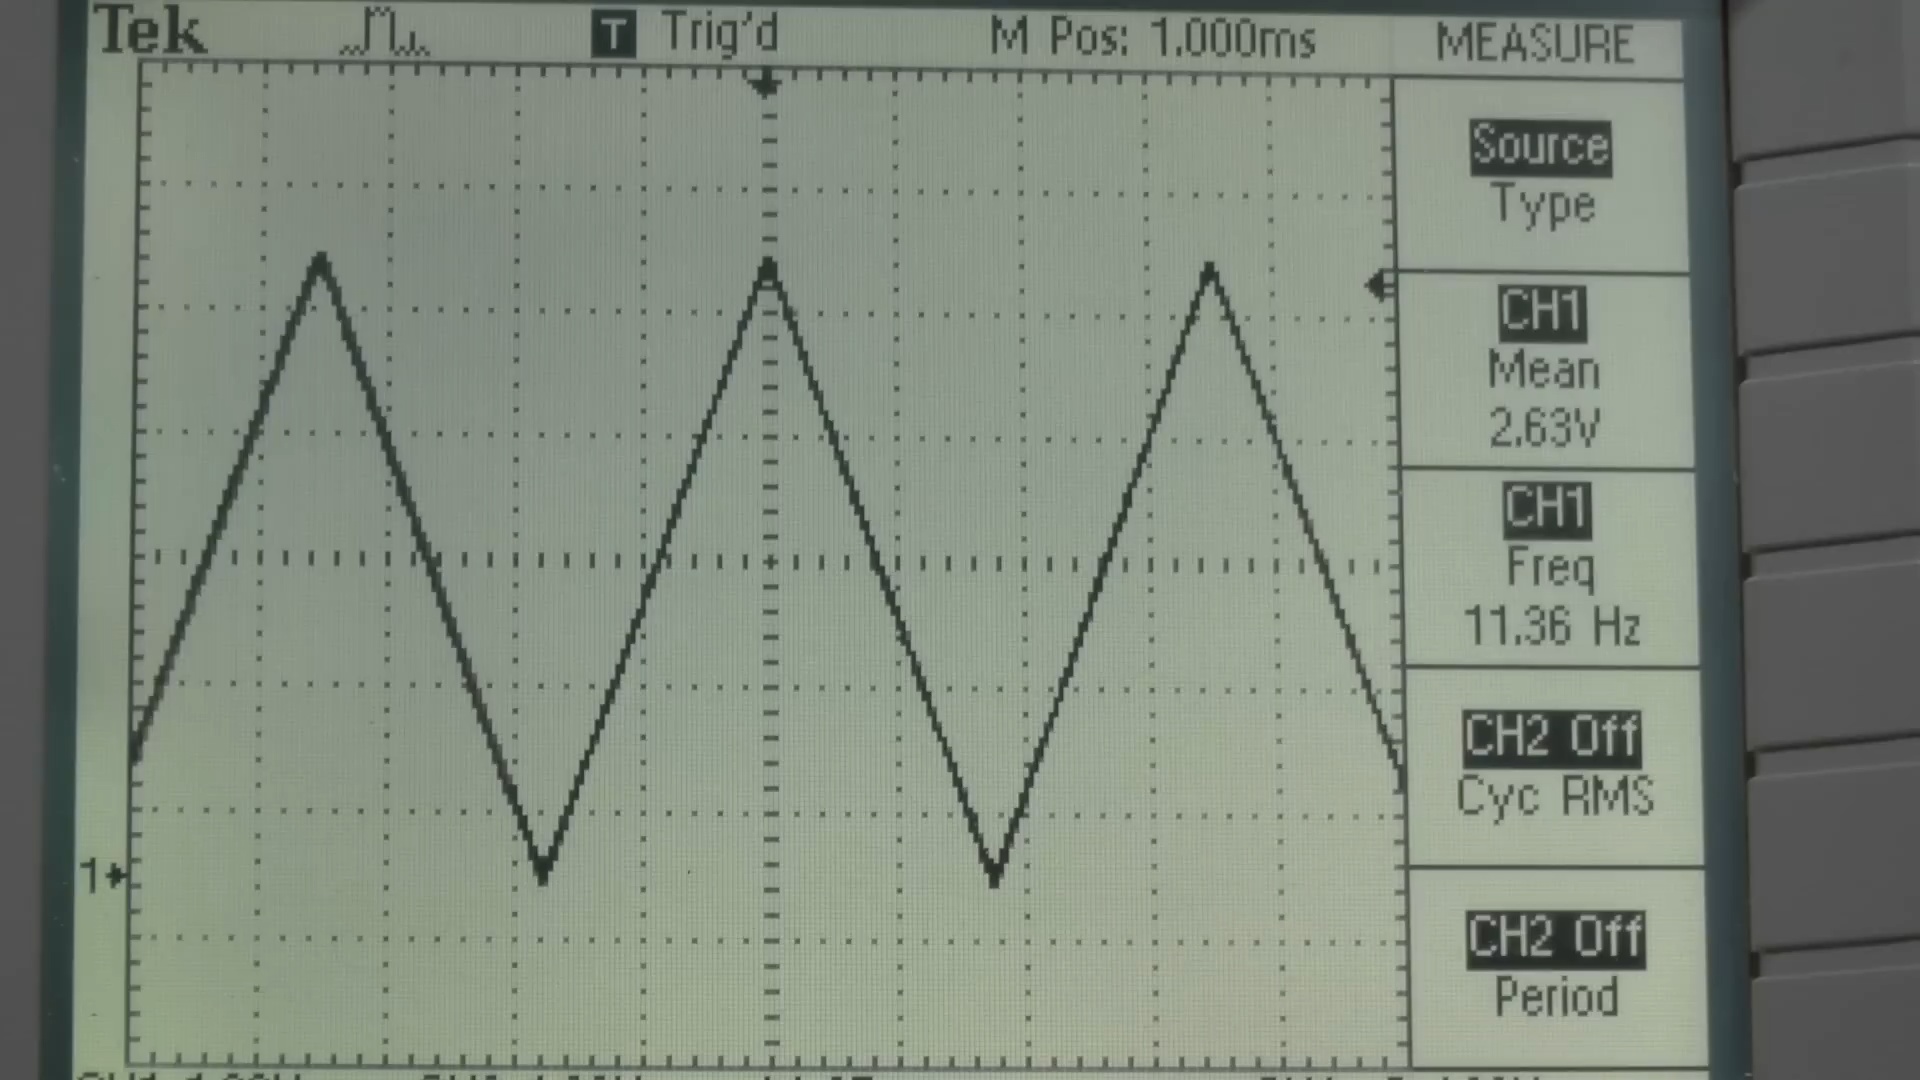 Tek T Trig'd M Pos: 1.000ms MEASURE
Source
Type
CH1
Mean
2.63V
CH1
Freq
11.36 Hz
CH2 Off
Cyc RMS
1
CH2 Off
Period